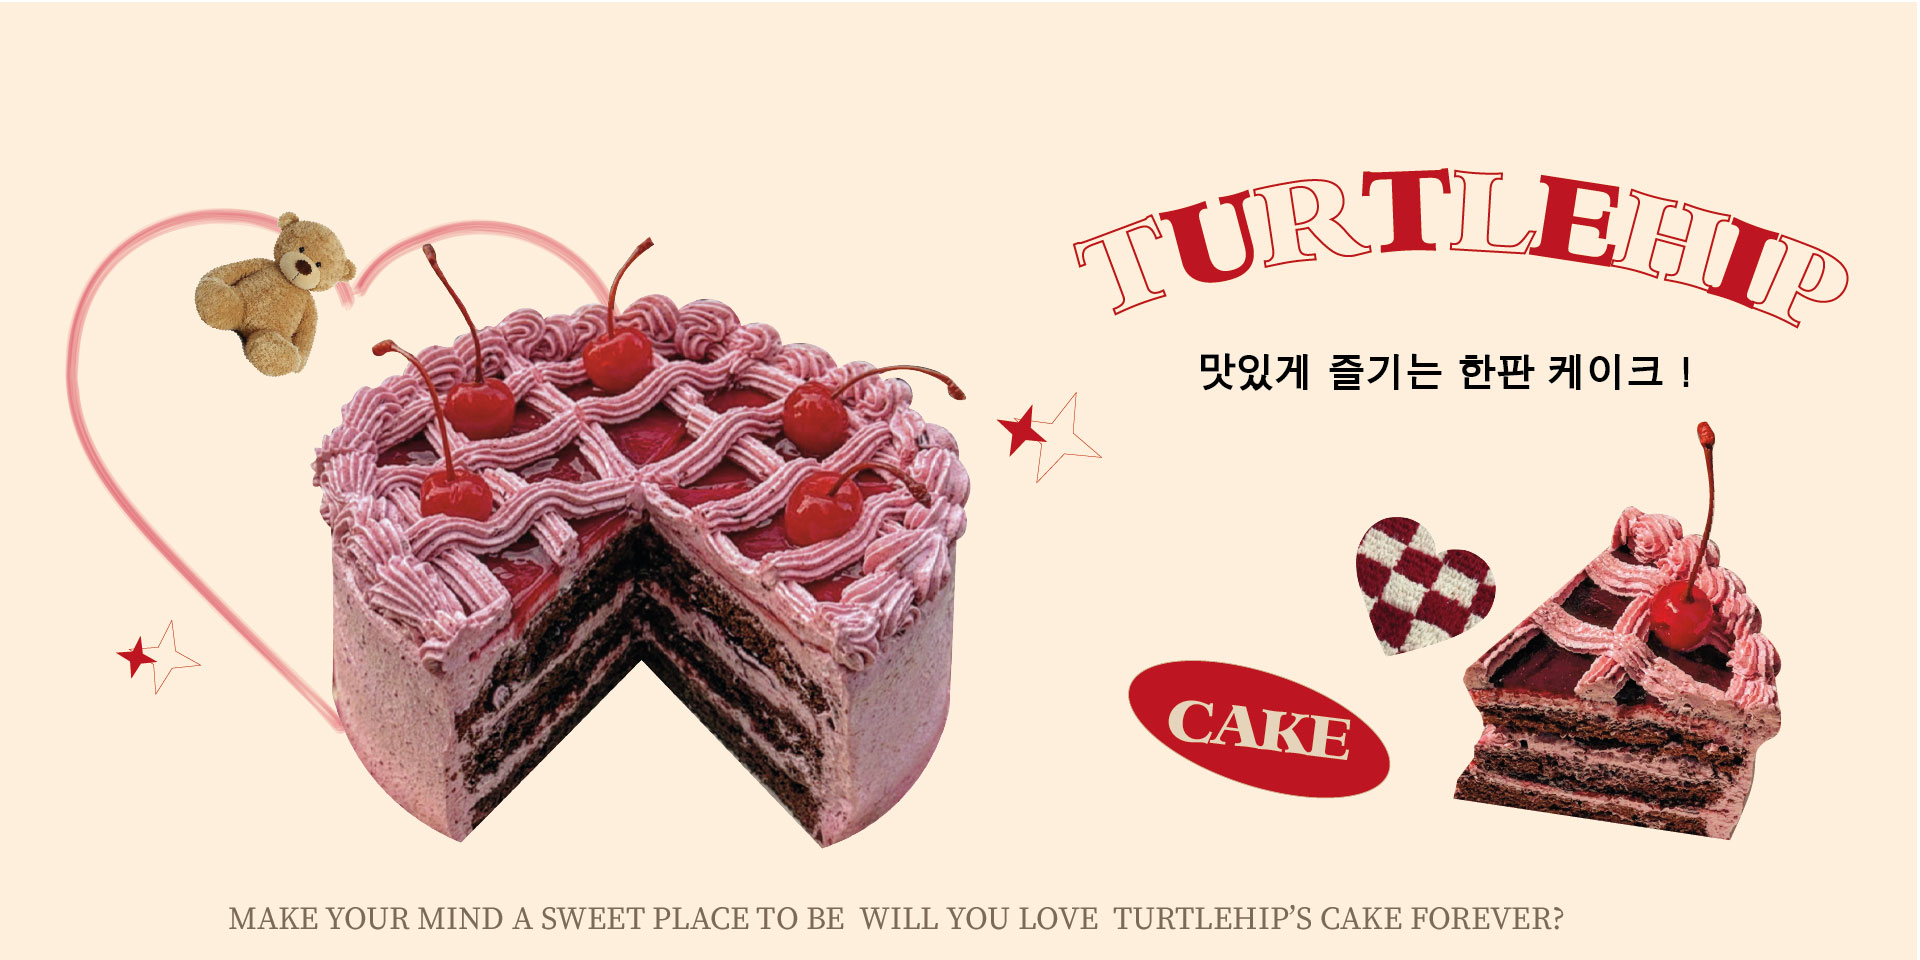 TURTLEHIP
맛있게 즐기는 한판 케이크 !
CAKE
MAKE YOUR MIND A SWEET PLACE TO BE  WILL YOU LOVE  TURTLEHIP’S CAKE FOREVER?